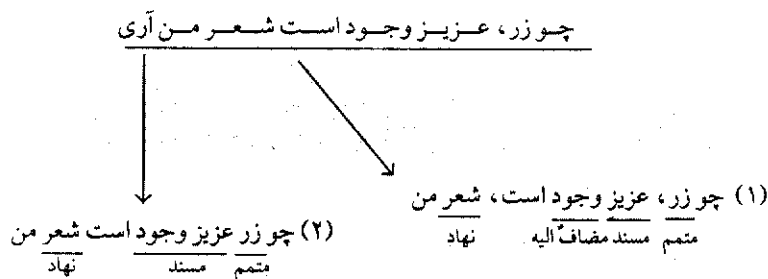 چو زر، عزیز وجود است شعر من آری
(۱) چو زر، عزیز وجود است، شعر من
متمم مسند مضافٌ الیه نهاد
(۲) چو زر عزیز وجود است شعر من
متمم مسند نهاد